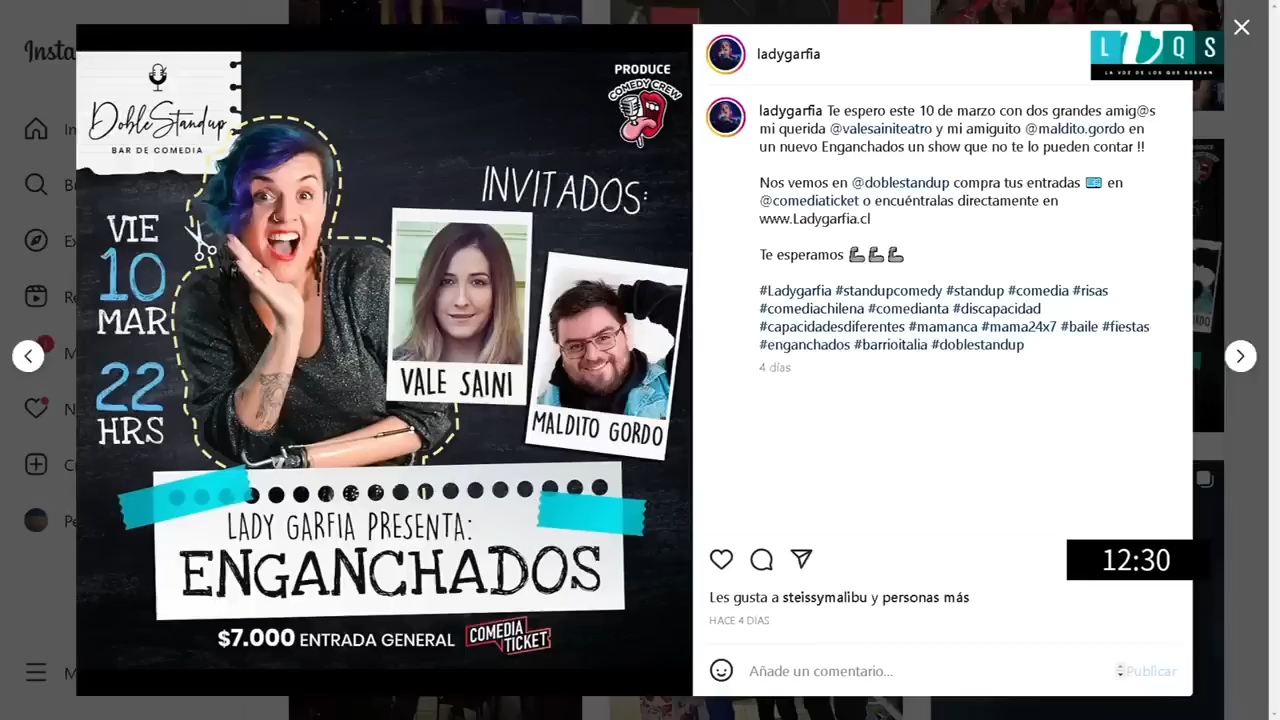 Insta
DobleStandup
BAR DE COMEDIA
PRODUCE
COMEDY CREW
INVITADOS:
VIE
10
MAR
22
HRS
VALE SAINI
MALDITO GORDO
LADY GARFIA PRESENTA:
ENGANCHADOS
$7.000 ENTRADA GENERAL
COMEDIA
TICKET
ladygarfia
L D Q S
LA VOZ DE LOS QUE SOBRAN
ladygarfia Te espero este 10 de marzo con dos grandes amig@s
mi querida @valesainiteatro y mi amiguito @maldito.gordo en
un nuevo Enganchados un show que no te lo pueden contar !!
Nos vemos en @doblestandup compra tus entradas 🎫 en
@comediaticket o encuéntralas directamente en
www.Ladygarfia.cl
Te esperamos 🦾🦾🦾
#Ladygarfia #standupcomedy #standup #comedia #risas
#comediachilena #comedianta #discapacidad
#capacidadesdiferentes #mamanca #mama24x7 #baile #fiestas
#enganchados #barrioitalia #doblestandup
4 días
12:30
Les gusta a steissymalibu y personas más
HACE 4 DÍAS
Añade un comentario...
Publicar